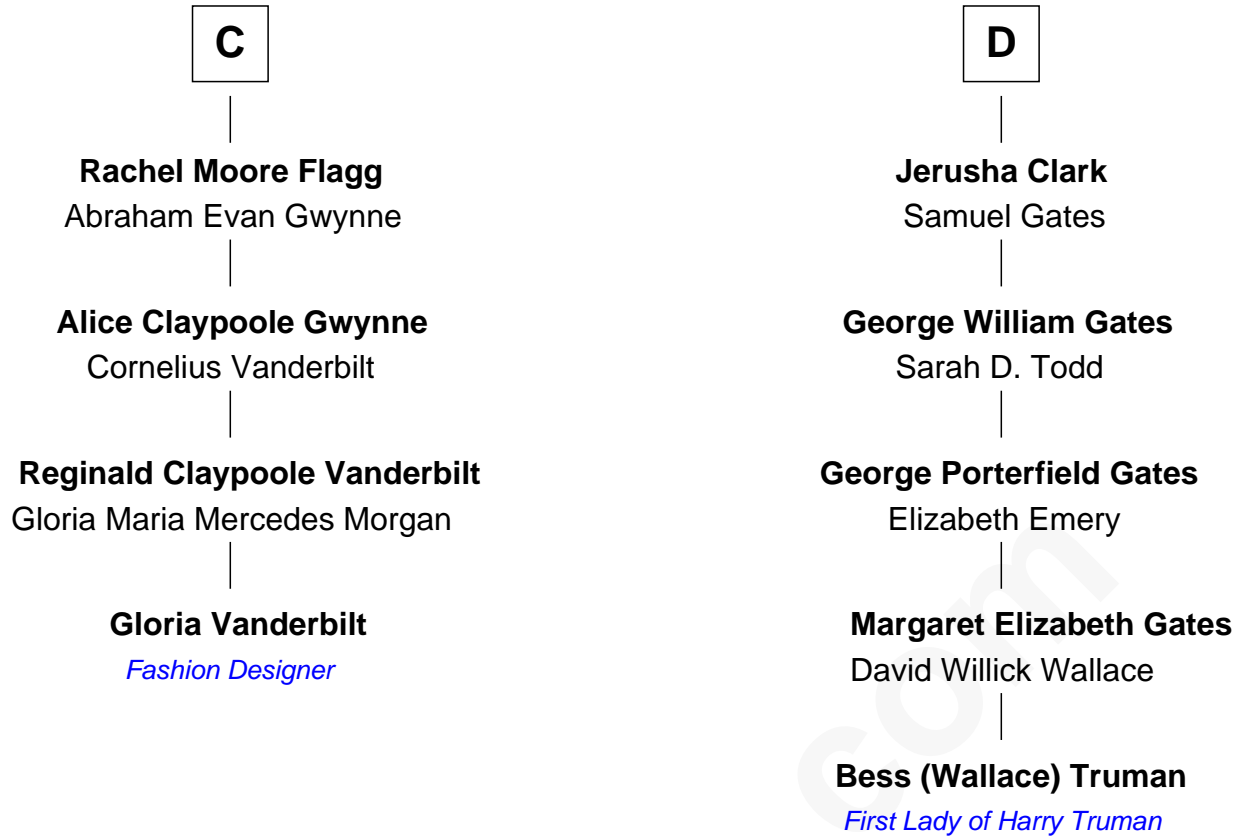 C
Rachel Moore Flagg
Abraham Evan Gwynne
Alice Claypoole Gwynne
Cornelius Vanderbilt
Reginald Claypoole Vanderbilt
Gloria Maria Mercedes Morgan
Gloria Vanderbilt
Fashion Designer
D
Jerusha Clark
Samuel Gates
George William Gates
Sarah D. Todd
George Porterfield Gates
Elizabeth Emery
Margaret Elizabeth Gates
David Willick Wallace
Bess (Wallace) Truman
First Lady of Harry Truman
com